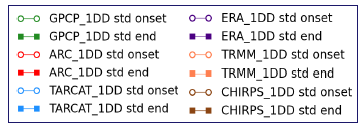 GPCP_1DD std onset
GPCP_1DD std end
ARC_1DD std onset
ARC_1DD std end
TARCAT_1DD std onset
TARCAT_1DD std end
ERA_1DD std onset
ERA_1DD std end
TRMM_1DD std onset
TRMM_1DD std end
CHIRPS_1DD std onset
CHIRPS_1DD std end